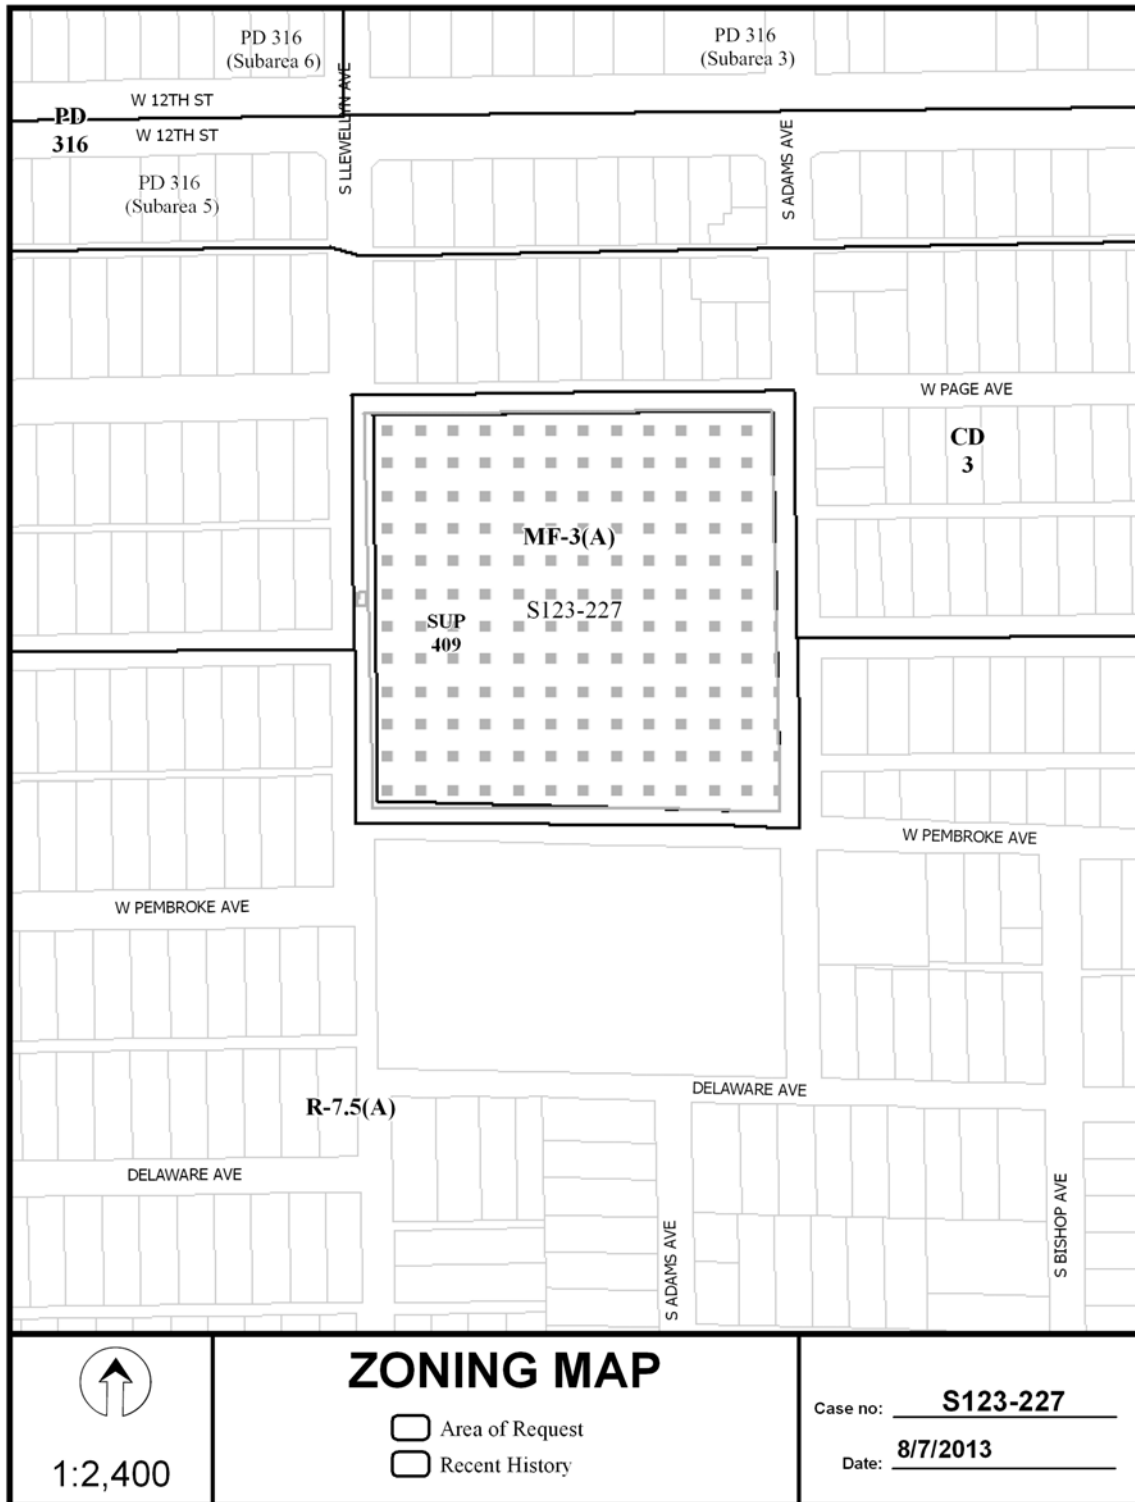 PD 316
(Subarea 6)
PD 316
(Subarea 3)
W 12TH ST
S LLEWELLYN AVE
PD
316
W 12TH ST
S ADAMS AVE
PD 316
(Subarea 5)
W PAGE AVE
CD
3
MF-3(A)
S123-227
SUP
409
W PEMBROKE AVE
W PEMBROKE AVE
DELAWARE AVE
R-7.5(A)
DELAWARE AVE
S ADAMS AVE
S BISHOP AVE
1:2,400
ZONING MAP
Area of Request
Recent History
Case no: S123-227
Date: 8/7/2013